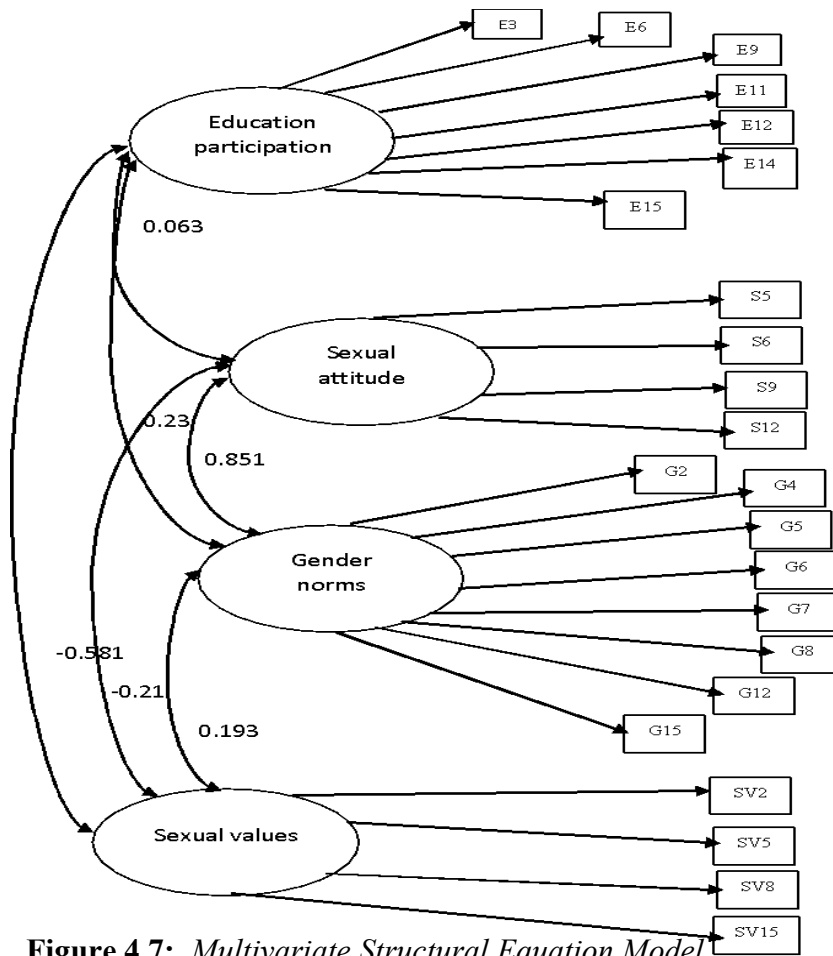 E3
E6
E9
Education
participation
E11
E12
E14
E15
0.063
S5
Sexual
attitude
S6
S9
S12
0.23
0.851
G2
G4
G5
Gender
norms
G6
G7
G8
G12
G15
-0.581
-0.21
0.193
SV2
Sexual values
SV5
SV8
SV15
Figure 4.7: Multivariate Structural Equation Model